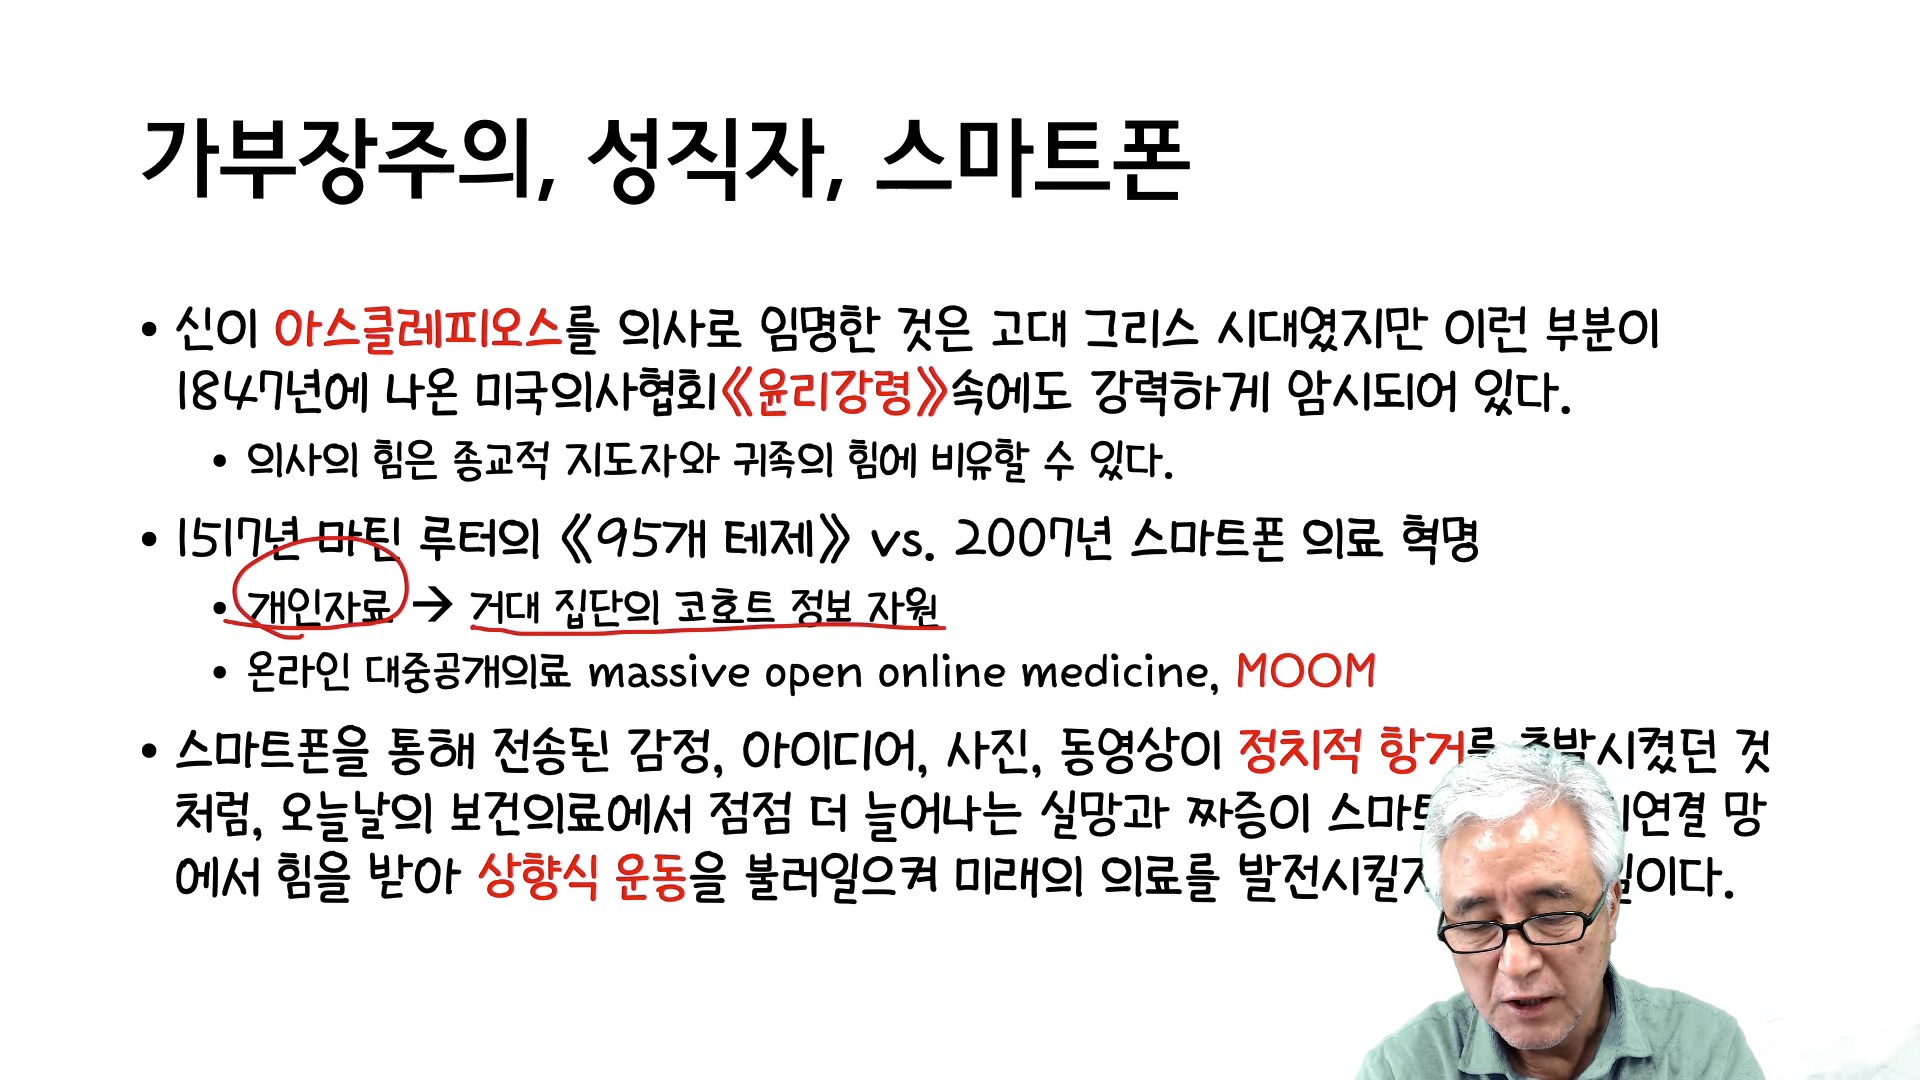 가부장주의, 성직자, 스마트폰
• 신이 아스클레피오스를 의사로 임명한 것은 고대 그리스 시대였지만 이런 부분이
1847년에 나온 미국의사협회《윤리강령》속에도 강력하게 암시되어 있다.
• 의사의 힘은 종교적 지도자와 귀족의 힘에 비유할 수 있다.
• 1517년 마틴 루터의 《95개 테제》 vs. 2007년 스마트폰 의료 혁명
• 개인자료 → 거대 집단의 코호트 정보 자원
• 온라인 대중공개의료 massive open online medicine, MOOM
• 스마트폰을 통해 전송된 감정, 아이디어, 사진, 동영상이 정치적 항거를 것
처럼, 오늘날의 보건의료에서 점점 더 늘어나는 실망과 짜증이 망
에서 힘을 받아 상향식 운동을 불러일으켜 미래의 의료를